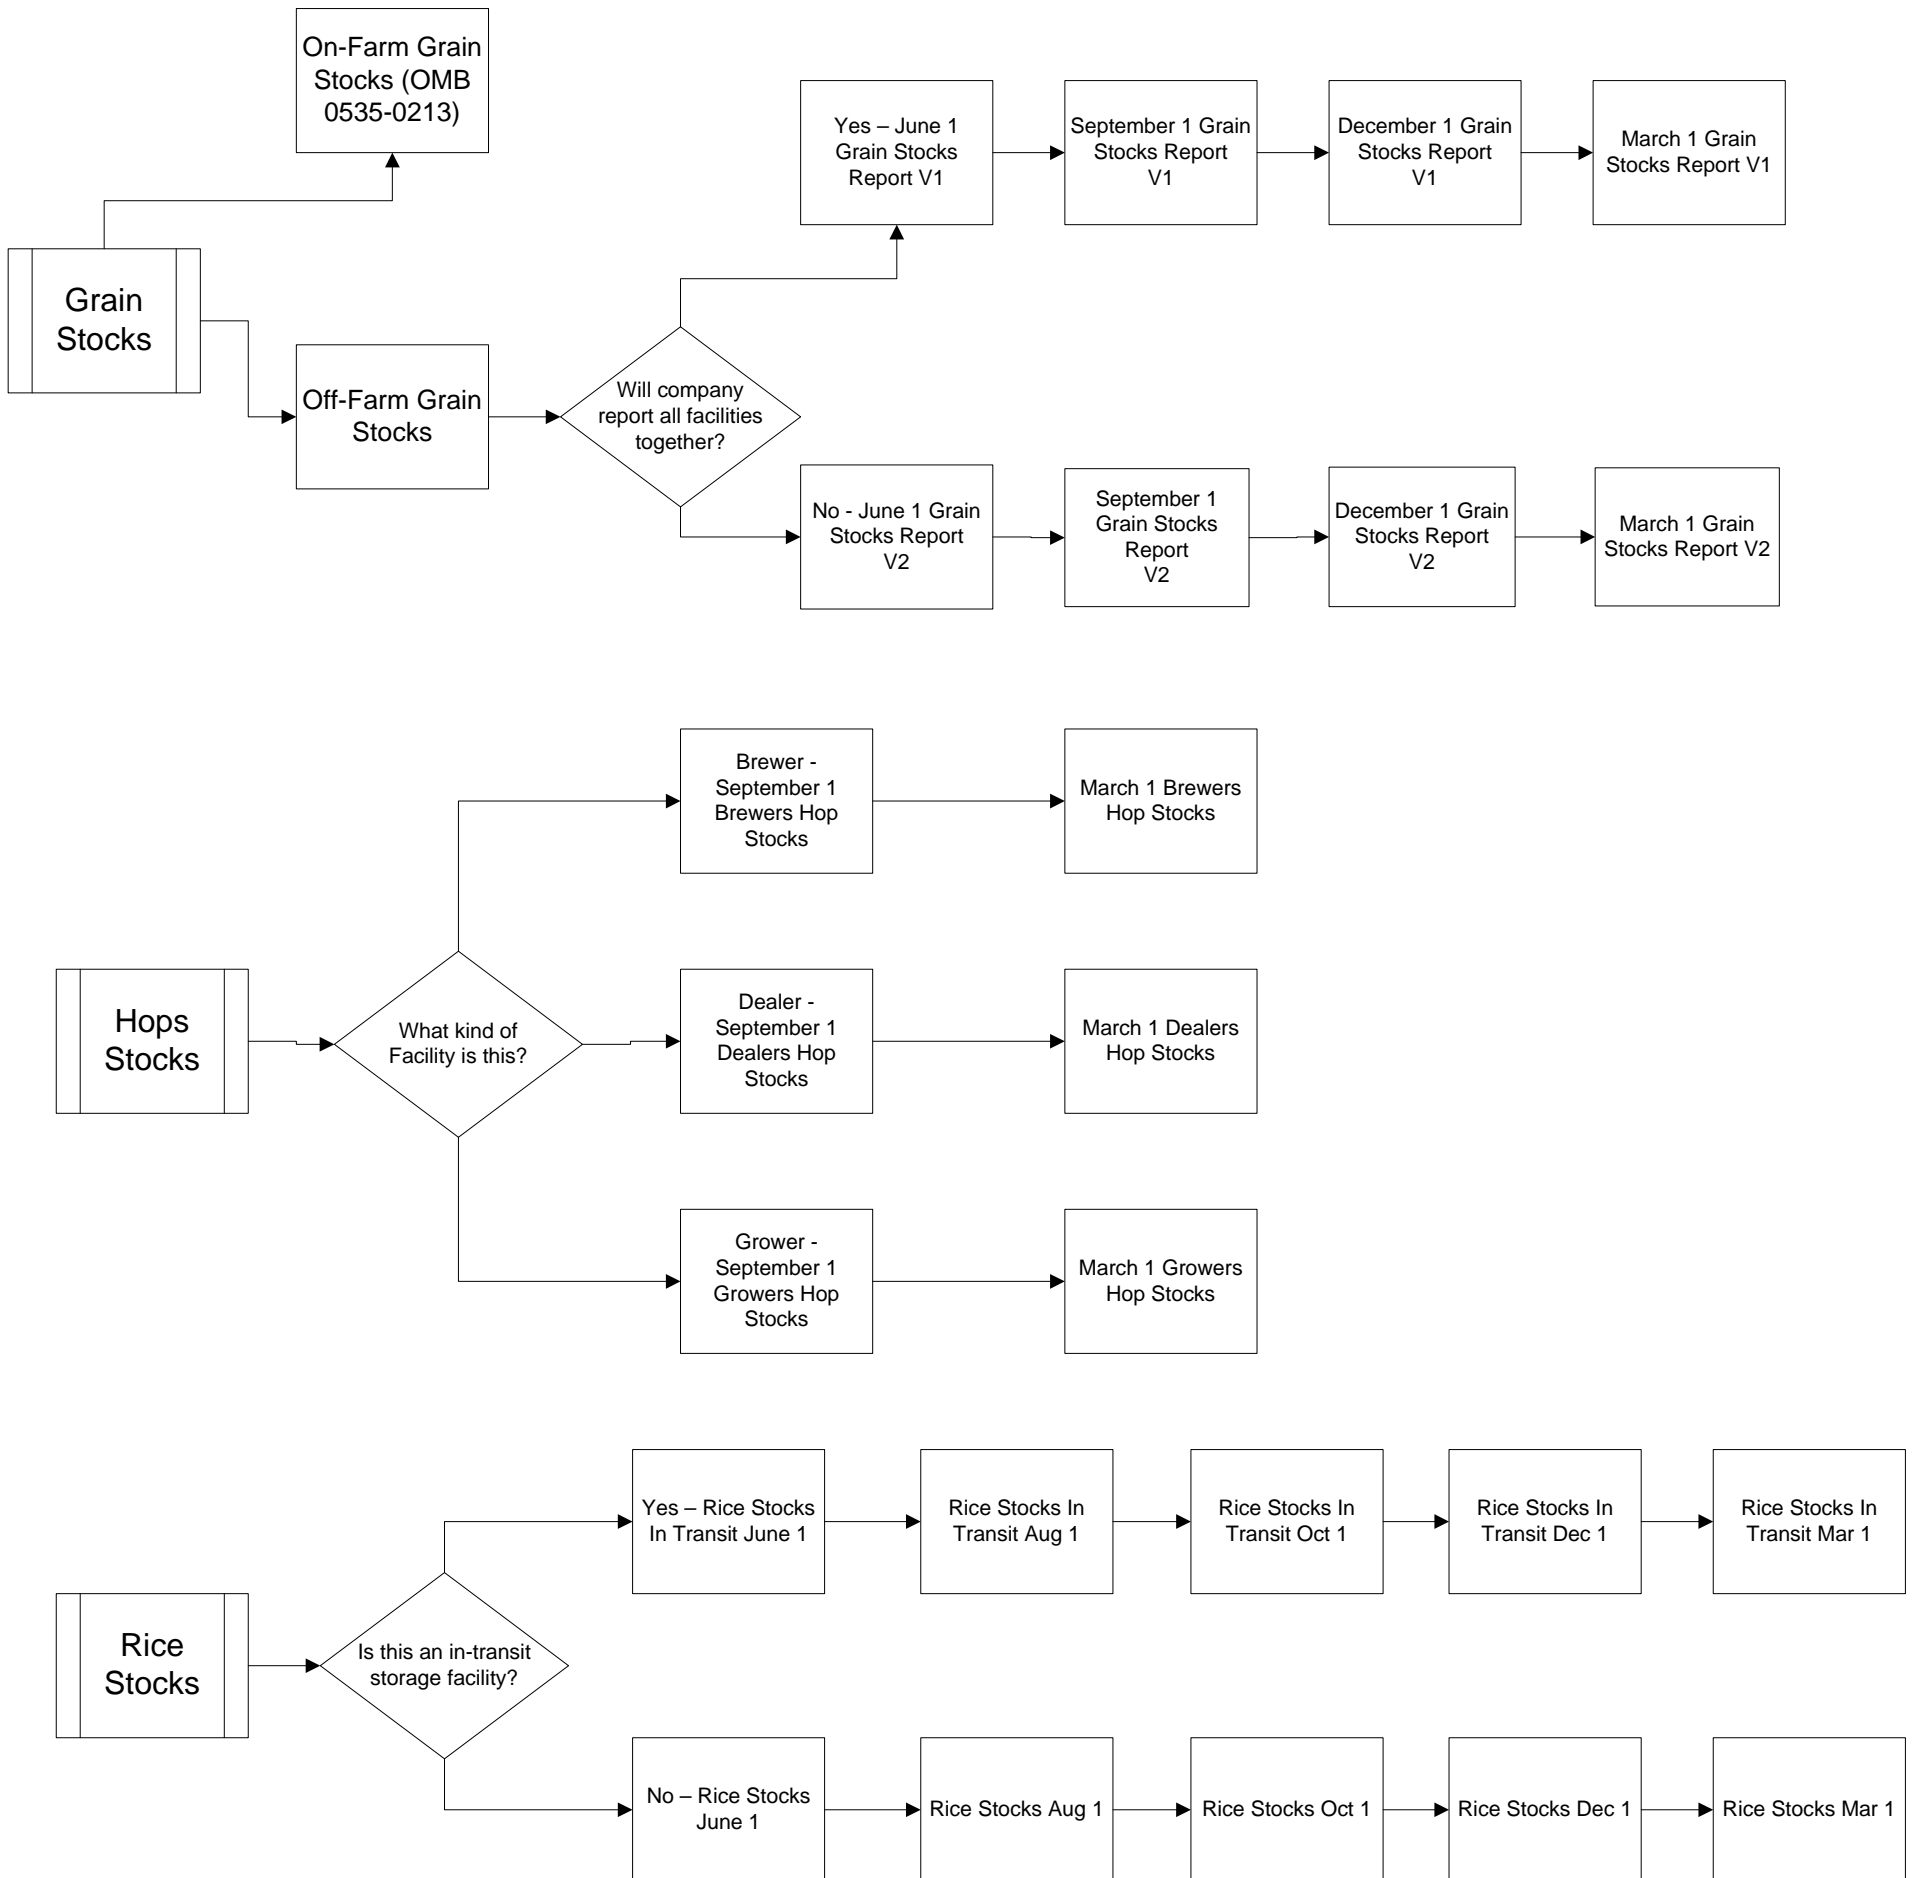 On-Farm Grain
Stocks (OMB
0535-0213)
Yes – June 1
Grain Stocks
Report V1
September 1 Grain
Stocks Report
V1
December 1 Grain
Stocks Report
V1
March 1 Grain
Stocks Report V1
Grain
Stocks
Off-Farm Grain
Stocks
Will company
report all facilities
together?
No - June 1 Grain
Stocks Report
V2
September 1
Grain Stocks
Report
V2
December 1 Grain
Stocks Report
V2
March 1 Grain
Stocks Report V2
Brewer -
September 1
Brewers Hop
Stocks
March 1 Brewers
Hop Stocks
Hops
Stocks
What kind of
Facility is this?
Dealer -
September 1
Dealers Hop
Stocks
March 1 Dealers
Hop Stocks
Grower -
September 1
Growers Hop
Stocks
March 1 Growers
Hop Stocks
Yes – Rice Stocks
In Transit June 1
Rice Stocks In
Transit Aug 1
Rice Stocks In
Transit Oct 1
Rice Stocks In
Transit Dec 1
Rice Stocks In
Transit Mar 1
Rice
Stocks
Is this an in-transit
storage facility?
No – Rice Stocks
June 1
Rice Stocks Aug 1
Rice Stocks Oct 1
Rice Stocks Dec 1
Rice Stocks Mar 1